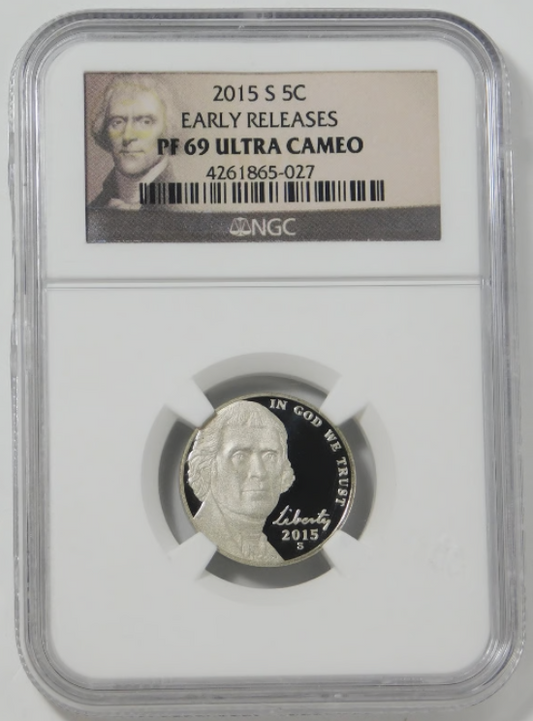 2015 S 5C
EARLY RELEASES
PF 69 ULTRA CAMEO
4261865-027
NGC
IN GOD WE TRUST
Liberty
2015
S